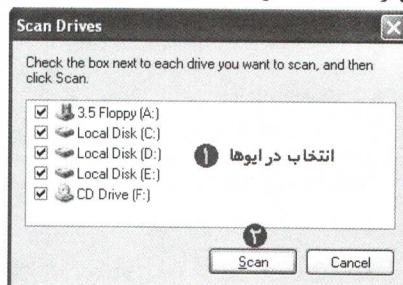 Scan Drives
Check the box next to each drive you want to scan, and then
click Scan.
3.5 Floppy (A:)
Local Disk (C:)
Local Disk (D:)
Local Disk (E:)
CD Drive (F:)
۱ انتخاب درایوها
۲
Scan Cancel